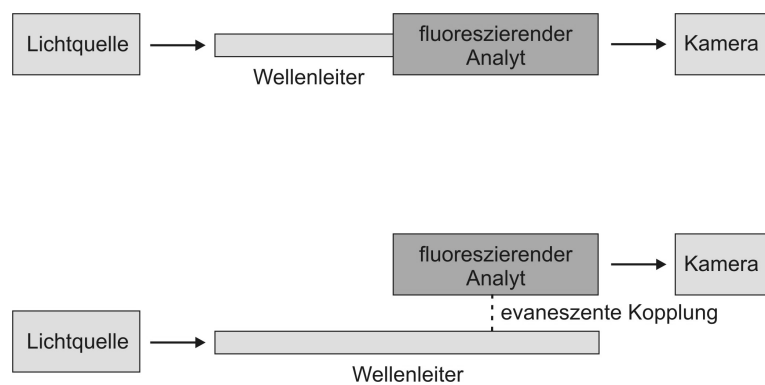 Lichtquelle
fluoreszierender
Analyt
Kamera
Wellenleiter
fluoreszierender
Analyt
Kamera
evaneszente Kopplung
Lichtquelle
Wellenleiter